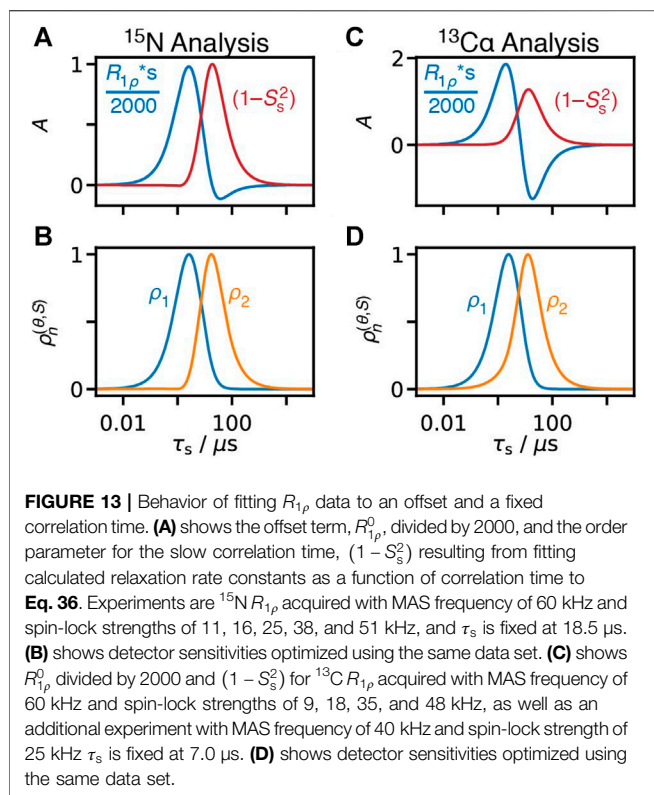 A
¹⁵N Analysis
C
¹³Cα Analysis
1
0
A
R₁ρ*s
2000
(1−Sₛ²)
2
0
A
R₁ρ*s
2000
(1−Sₛ²)
B
D
1
0
ρₙ^(θ,S)
ρ₁
ρ₂
0.01
100
τₛ / μs
1
0
ρₙ^(θ,S)
ρ₁
ρ₂
0.01
100
τₛ / μs
FIGURE 13 | Behavior of fitting R₁ρ data to an offset and a fixed
correlation time. (A) shows the offset term, R⁰₁ρ, divided by 2000, and the order
parameter for the slow correlation time, (1 − Sₛ²) resulting from fitting
calculated relaxation rate constants as a function of correlation time to
Eq. 36. Experiments are ¹⁵N R₁ρ acquired with MAS frequency of 60 kHz and
spin-lock strengths of 11, 16, 25, 38, and 51 kHz, and τₛ is fixed at 18.5 μs.
(B) shows detector sensitivities optimized using the same data set. (C) shows
R⁰₁ρ divided by 2000 and (1 − Sₛ²) for ¹³C R₁ρ acquired with MAS frequency of
60 kHz and spin-lock strengths of 9, 18, 35, and 48 kHz, as well as an
additional experiment with MAS frequency of 40 kHz and spin-lock strength of
25 kHz τₛ is fixed at 7.0 μs. (D) shows detector sensitivities optimized using
the same data set.